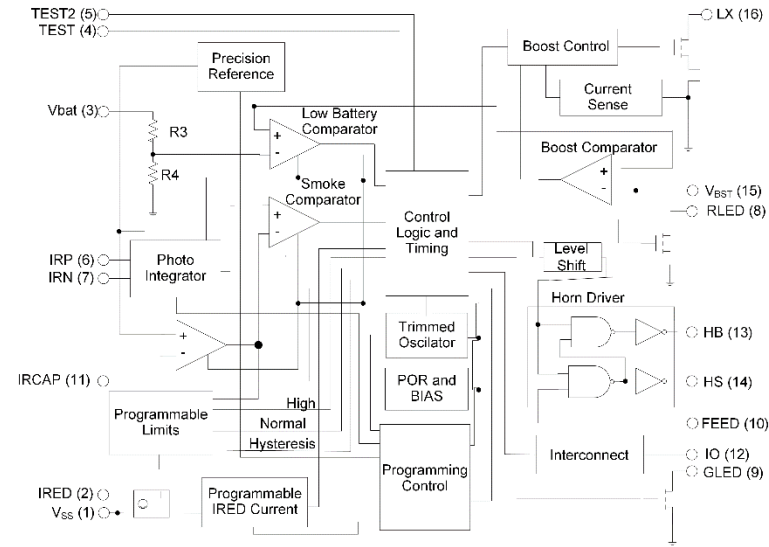 TEST2 (5)
TEST (4)
LX (16)
Precision
Reference
Boost Control
Current
Sense
Vbat (3)
R3
R4
Low Battery
Comparator
+
-
Boost Comparator
+
-
Smoke
Comparator
+
-
VBST (15)
RLED (8)
Control
Logic and
Timing
IRP (6)
IRN (7)
Photo
Integrator
Level
Shift
Horn Driver
+
-
Trimmed
Oscilator
HB (13)
IRCAP (11)
POR and
BIAS
HS (14)
High
Programmable
Limits
Normal
Hysteresis
FEED (10)
Interconnect
IO (12)
GLED (9)
Programming
Control
IRED (2)
VSS (1)
Programmable
IRED Current